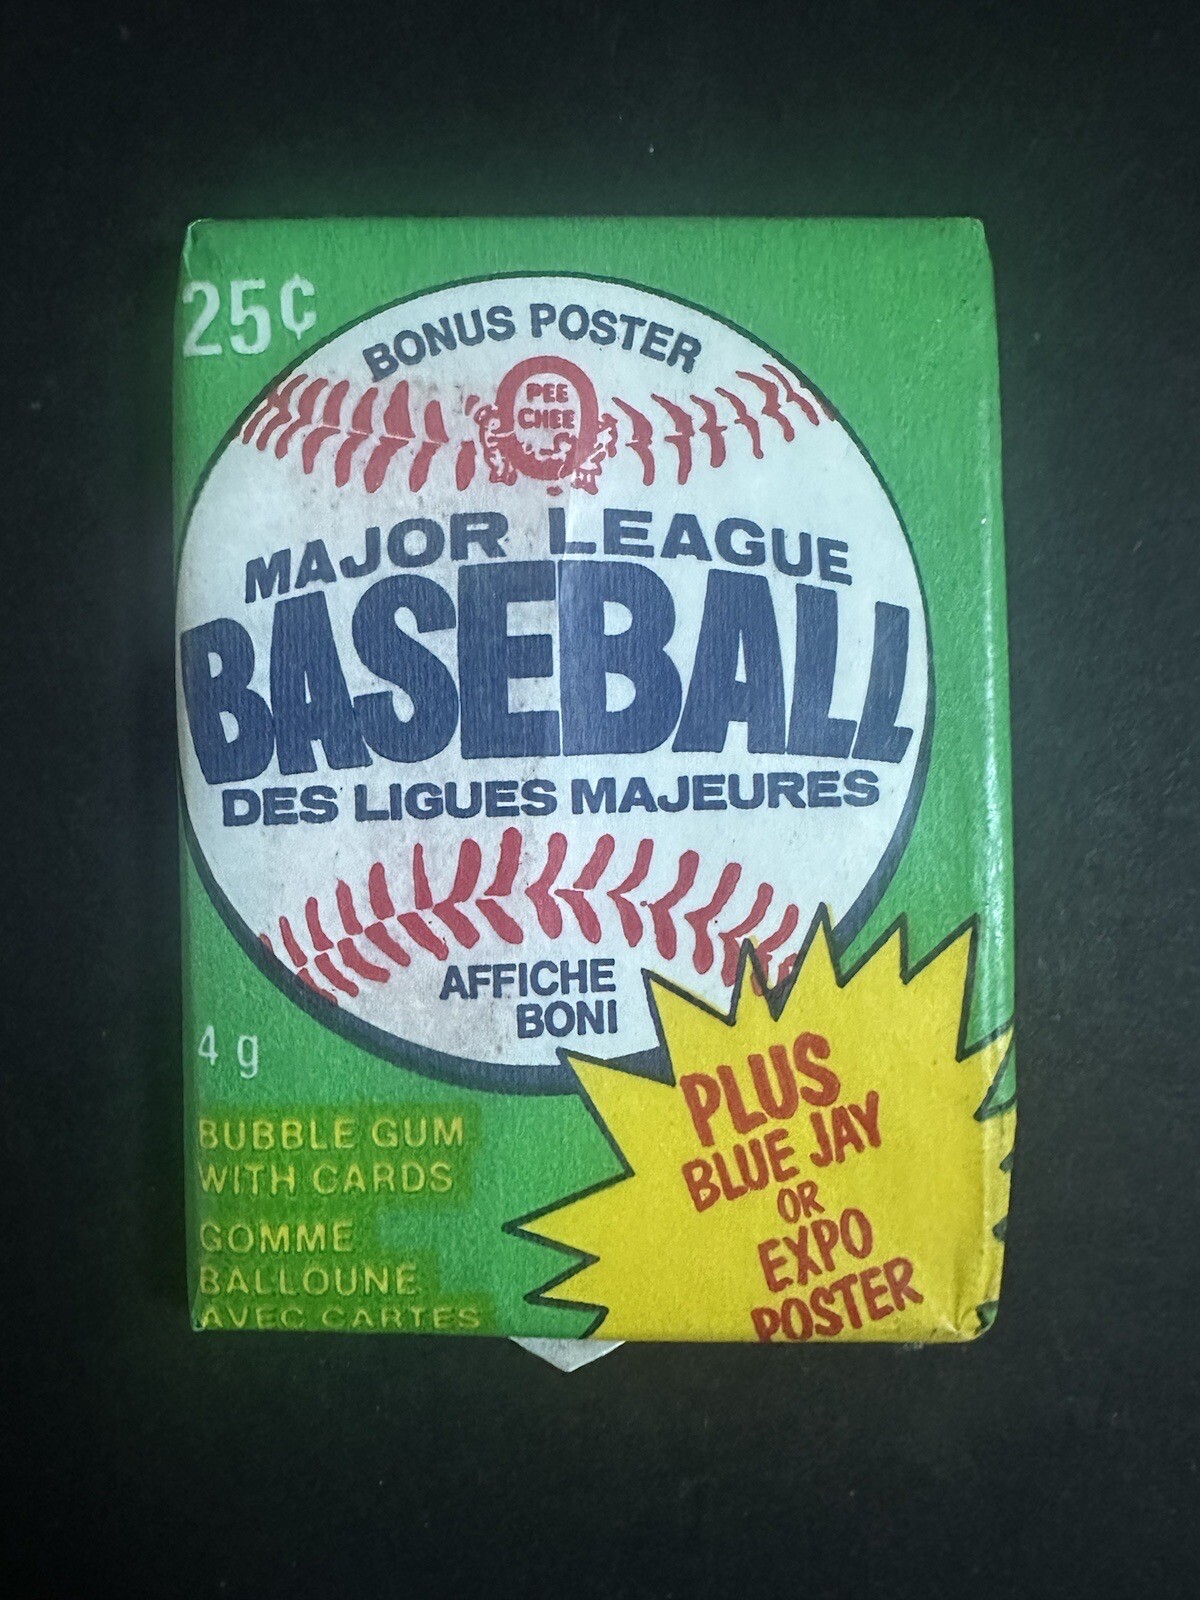 25¢
BONUS POSTER
PEE
CHEE
MAJOR LEAGUE
BASEBALL
DES LIGUES MAJEURES
AFFICHE
BONI
4 g
BUBBLE GUM
WITH CARDS
GOMME
BALLOUNE
AVEC CARTES
PLUS
BLUE JAY
OR
EXPO
POSTER